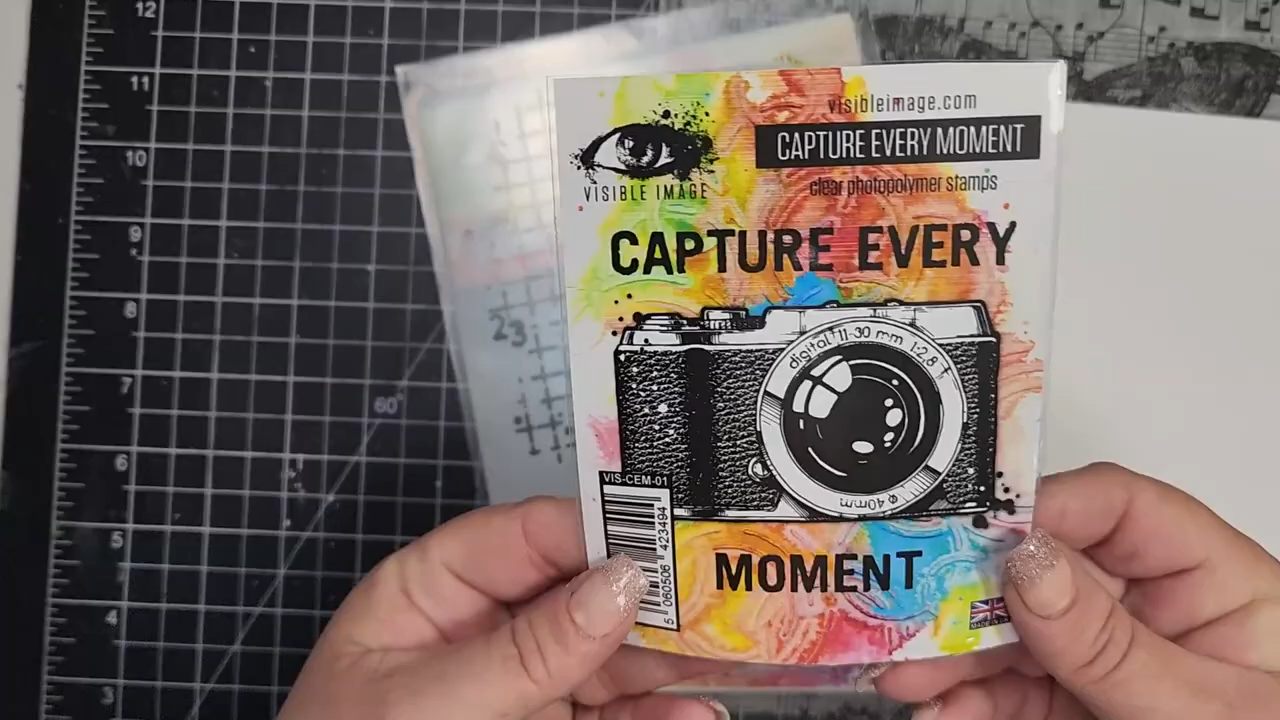 12
11
10
9
8
7
6
5
4
3
60°
23
visibleimage.com
CAPTURE EVERY MOMENT
clear photopolymer stamps
VISIBLE IMAGE
CAPTURE EVERY
digital 11-30 mm 1:2,8
ø 40mm
VIS-CEM-01
5 060506 423494
MOMENT
MADE IN